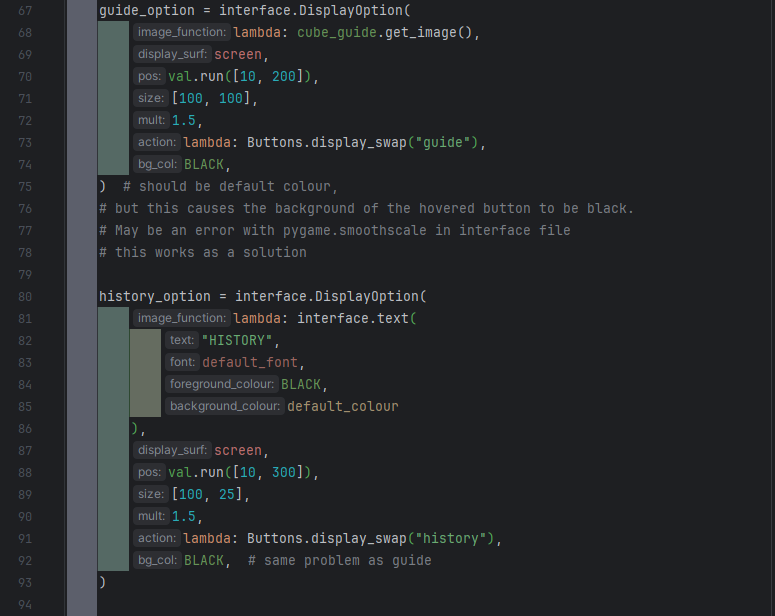 67 guide_option = interface.DisplayOption(
68 image_function: lambda: cube_guide.get_image(),
69 display_surf: screen,
70 pos: val.run([10, 200]),
71 size: [100, 100],
72 mult: 1.5,
73 action: lambda: Buttons.display_swap("guide"),
74 bg_col: BLACK,
75 )  # should be default colour,
76 # but this causes the background of the hovered button to be black.
77 # May be an error with pygame.smoothscale in interface file
78 # this works as a solution
79
80 history_option = interface.DisplayOption(
81 image_function: lambda: interface.text(
82 text: "HISTORY",
83 font: default_font,
84 foreground_colour: BLACK,
85 background_colour: default_colour
86 ),
87 display_surf: screen,
88 pos: val.run([10, 300]),
89 size: [100, 25],
90 mult: 1.5,
91 action: lambda: Buttons.display_swap("history"),
92 bg_col: BLACK,  # same problem as guide
93 )
94